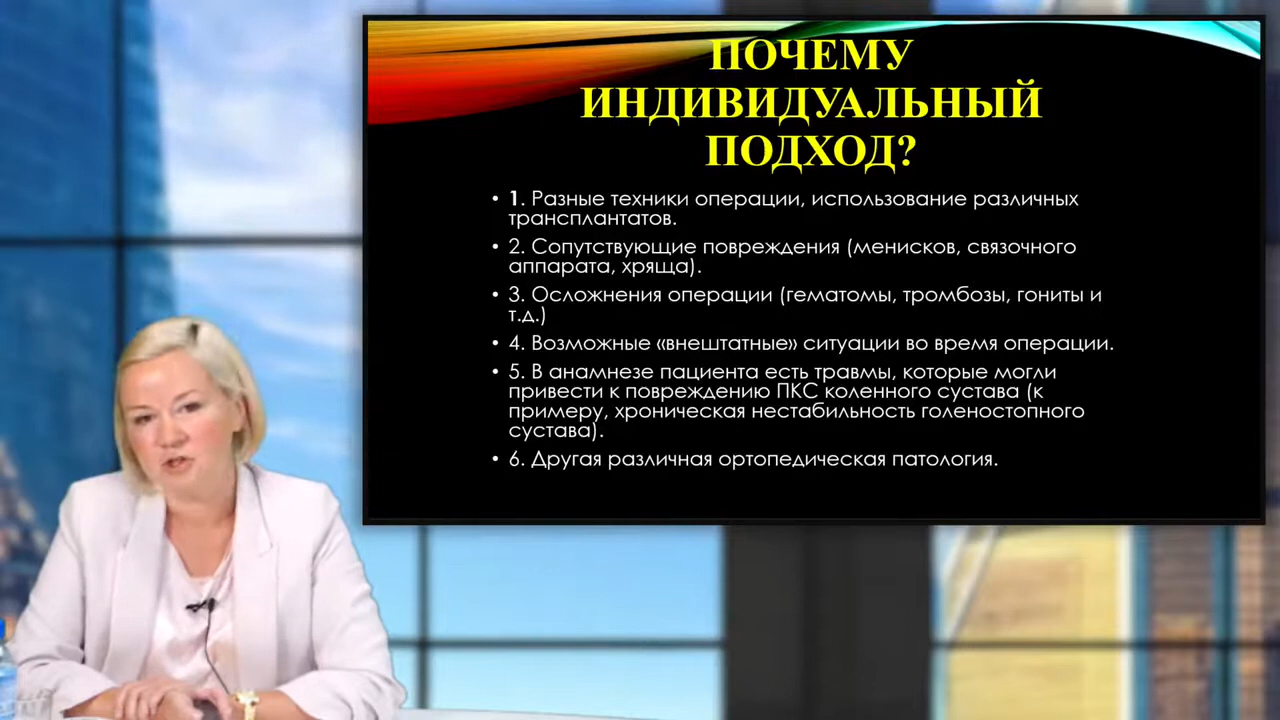 ПОЧЕМУ
ИНДИВИДУАЛЬНЫЙ
ПОДХОД?
• 1. Разные техники операции, использование различных
трансплантатов.
• 2. Сопутствующие повреждения (менисков, связочного
аппарата, хряща).
• 3. Осложнения операции (гематомы, тромбозы, гониты и
т.д.)
• 4. Возможные «внештатные» ситуации во время операции.
• 5. В анамнезе пациента есть травмы, которые могли
привести к повреждению ПКС коленного сустава (к
примеру, хроническая нестабильность голеностопного
сустава).
• 6. Другая различная ортопедическая патология.